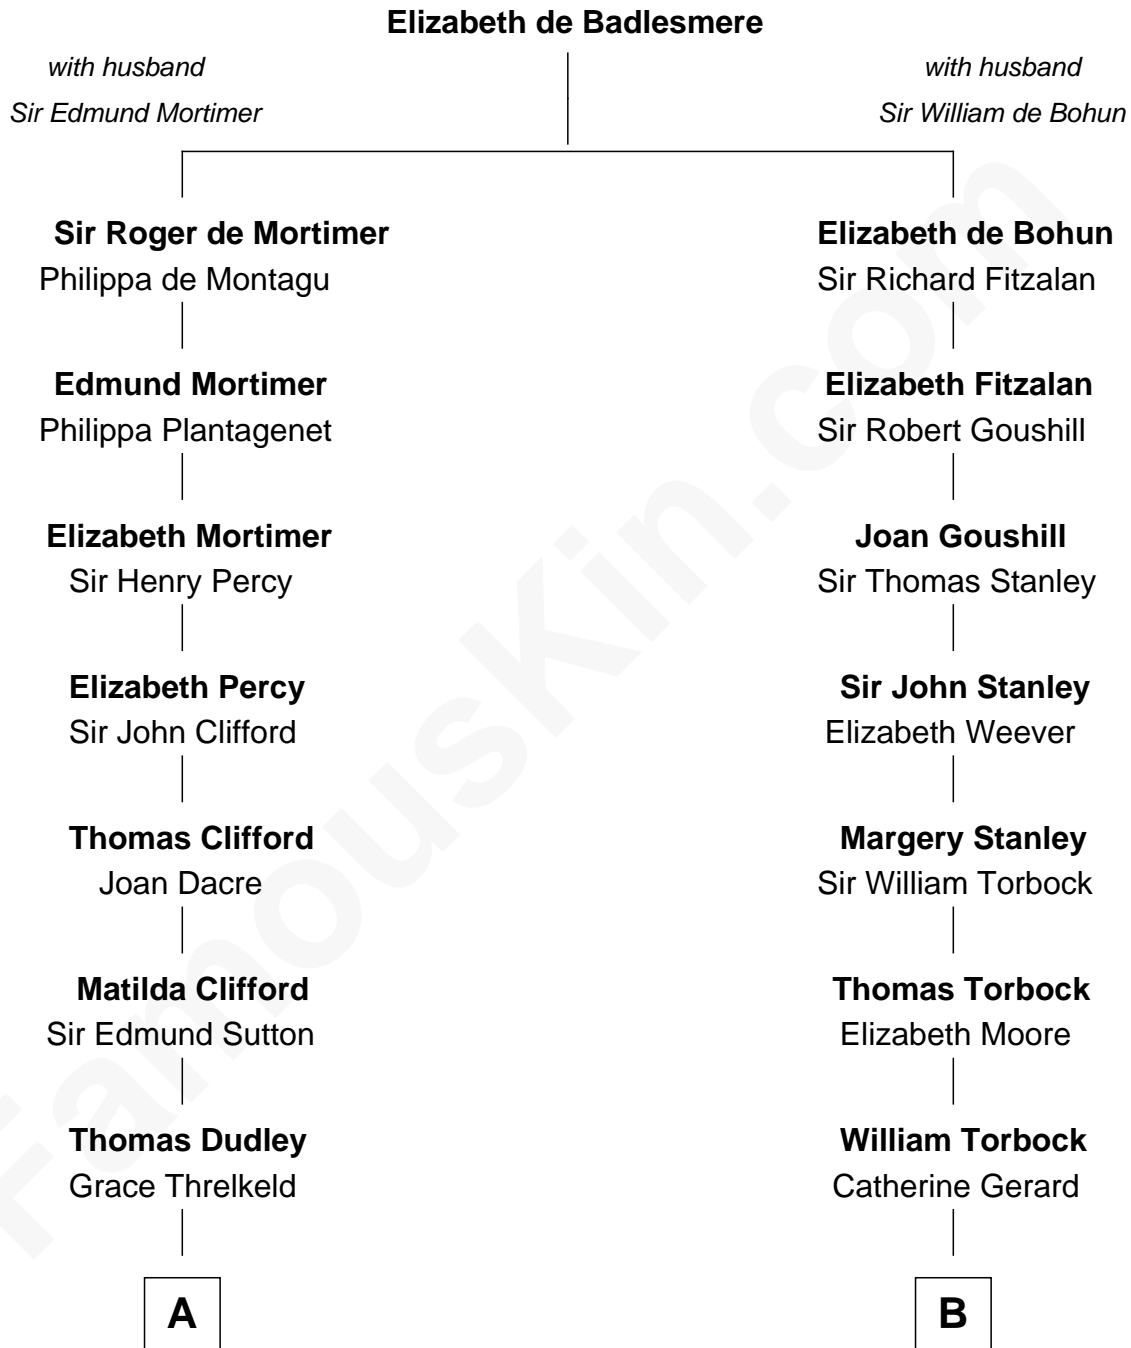 Elizabeth de Badlesmere
with husband
Sir Edmund Mortimer
with husband
Sir William de Bohun
Sir Roger de Mortimer
Philippa de Montagu
Edmund Mortimer
Philippa Plantagenet
Elizabeth Mortimer
Sir Henry Percy
Elizabeth Percy
Sir John Clifford
Thomas Clifford
Joan Dacre
Matilda Clifford
Sir Edmund Sutton
Thomas Dudley
Grace Threlkeld
A
Elizabeth de Bohun
Sir Richard Fitzalan
Elizabeth Fitzalan
Sir Robert Goushill
Joan Goushill
Sir Thomas Stanley
Sir John Stanley
Elizabeth Weever
Margery Stanley
Sir William Torbock
Thomas Torbock
Elizabeth Moore
William Torbock
Catherine Gerard
B
FamousKin.com